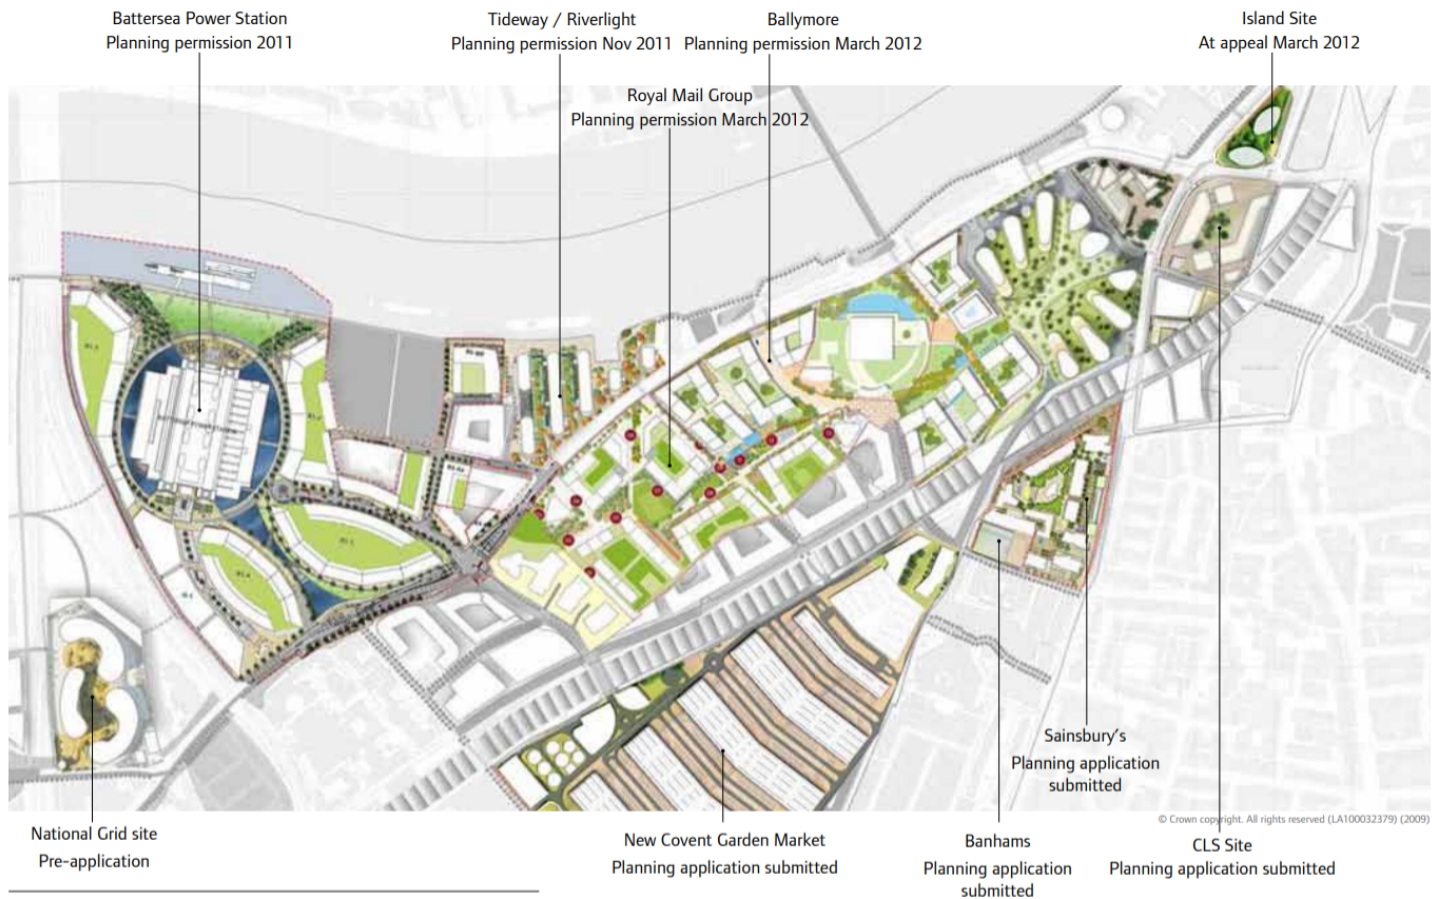 Battersea Power Station
Planning permission 2011
Tideway / Riverlight
Planning permission Nov 2011
Ballymore
Planning permission March 2012
Island Site
At appeal March 2012
Royal Mail Group
Planning permission March 2012
Sainsbury's
Planning application
submitted
© Crown copyright. All rights reserved (LA100032379) (2009)
National Grid site
Pre-application
New Covent Garden Market
Planning application submitted
Banhams
Planning application
submitted
CLS Site
Planning application submitted